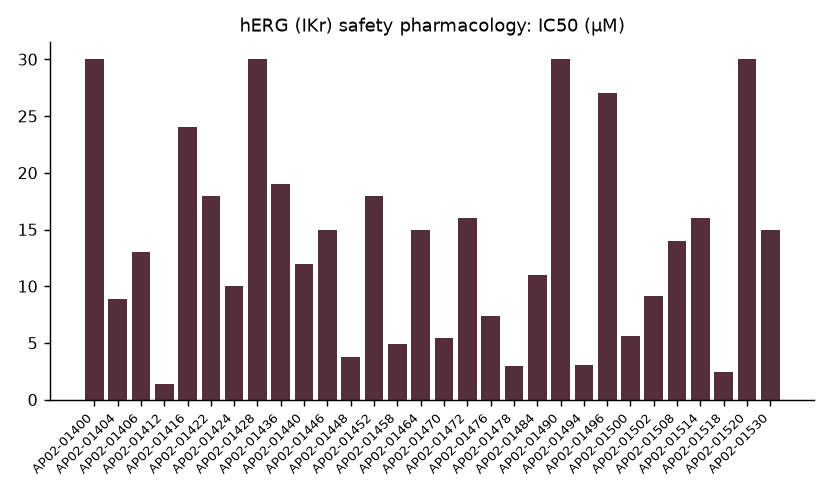 hERG (IKr) safety pharmacology: IC50 (µM)
30
25
20
15
10
5
0
AP02-01400
AP02-01404
AP02-01406
AP02-01412
AP02-01416
AP02-01422
AP02-01424
AP02-01428
AP02-01436
AP02-01440
AP02-01446
AP02-01448
AP02-01452
AP02-01458
AP02-01464
AP02-01470
AP02-01472
AP02-01476
AP02-01478
AP02-01484
AP02-01490
AP02-01494
AP02-01496
AP02-01500
AP02-01502
AP02-01508
AP02-01514
AP02-01518
AP02-01520
AP02-01530